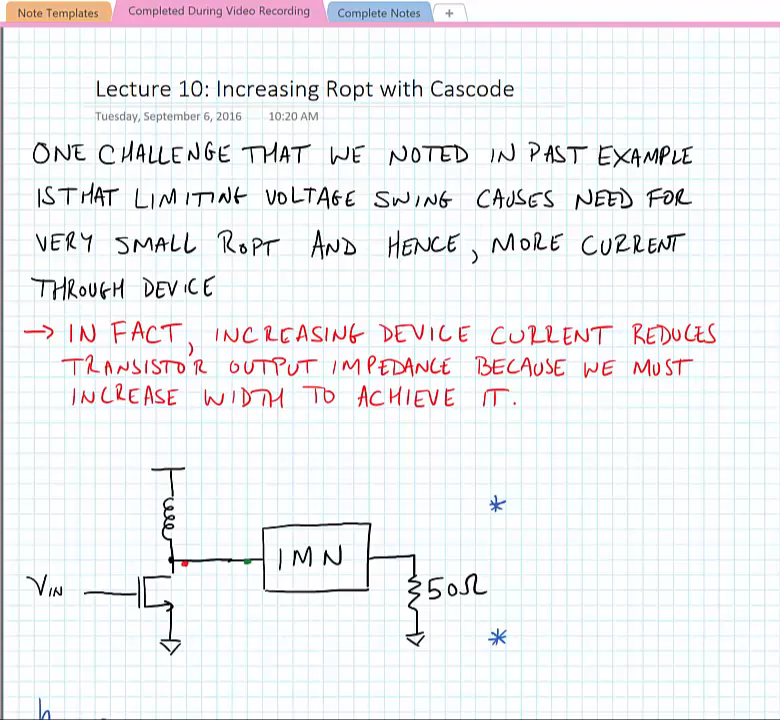 Note Templates
Completed During Video Recording
Complete Notes
+
Lecture 10: Increasing Ropt with Cascode
Tuesday, September 6, 2016 10:20 AM
ONE CHALLENGE THAT WE NOTED IN PAST EXAMPLE
IS THAT LIMITING VOLTAGE SWING CAUSES NEED FOR
VERY SMALL ROPT AND HENCE, MORE CURRENT
THROUGH DEVICE
→ IN FACT, INCREASING DEVICE CURRENT REDUCES
TRANSISTOR OUTPUT IMPEDANCE BECAUSE WE MUST
INCREASE WIDTH TO ACHIEVE IT.
*
IMN
VIN
50Ω
*